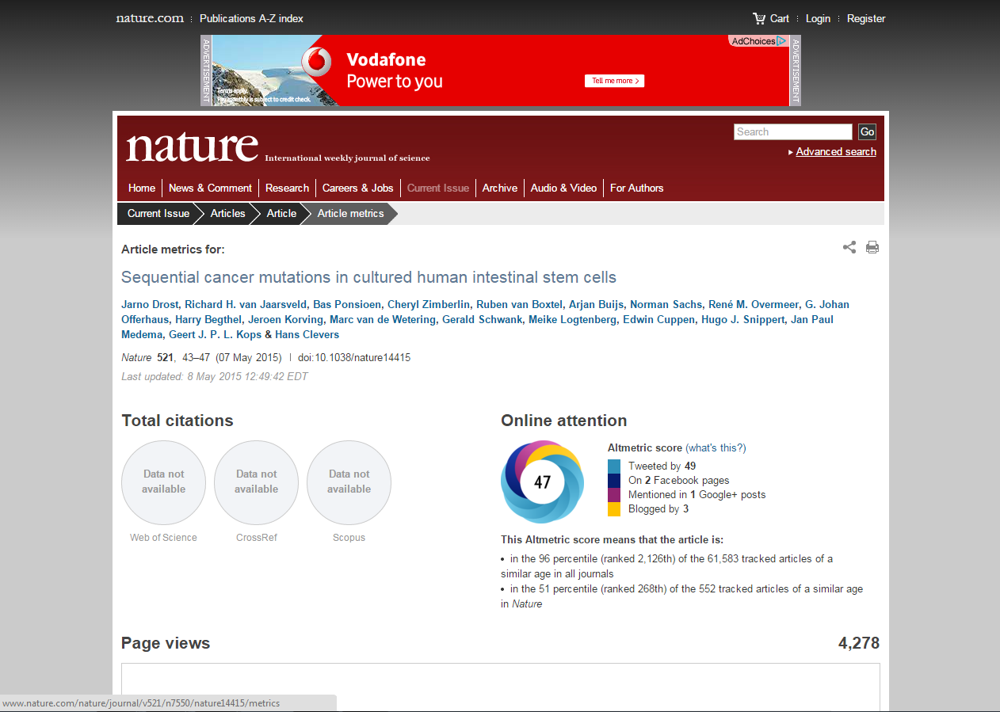 nature.com : Publications A-Z index
Cart : Login : Register
ADVERTISEMENT
Terms apply.
Pay monthly is subject to credit check.
Vodafone
Power to you
Tell me more >
AdChoices
ADVERTISEMENT
nature International weekly journal of science
Search Go
Advanced search
Home News & Comment Research Careers & Jobs Current Issue Archive Audio & Video For Authors
Current Issue Articles Article Article metrics
Article metrics for:
Sequential cancer mutations in cultured human intestinal stem cells
Jarno Drost, Richard H. van Jaarsveld, Bas Ponsioen, Cheryl Zimberlin, Ruben van Boxtel, Arjan Buijs, Norman Sachs, René M. Overmeer, G. Johan
Offerhaus, Harry Begthel, Jeroen Korving, Marc van de Wetering, Gerald Schwank, Meike Logtenberg, Edwin Cuppen, Hugo J. Snippert, Jan Paul
Medema, Geert J. P. L. Kops & Hans Clevers
Nature 521, 43–47 (07 May 2015) | doi:10.1038/nature14415
Last updated: 8 May 2015 12:49:42 EDT
Total citations
Data not
available
Web of Science
Data not
available
CrossRef
Data not
available
Scopus
Online attention
47
Altmetric score (what's this?)
Tweeted by 49
On 2 Facebook pages
Mentioned in 1 Google+ posts
Blogged by 3
This Altmetric score means that the article is:
• in the 96 percentile (ranked 2,126th) of the 61,583 tracked articles of a
similar age in all journals
• in the 51 percentile (ranked 268th) of the 552 tracked articles of a similar age
in Nature
Page views 4,278
www.nature.com/nature/journal/v521/n7550/nature14415/metrics